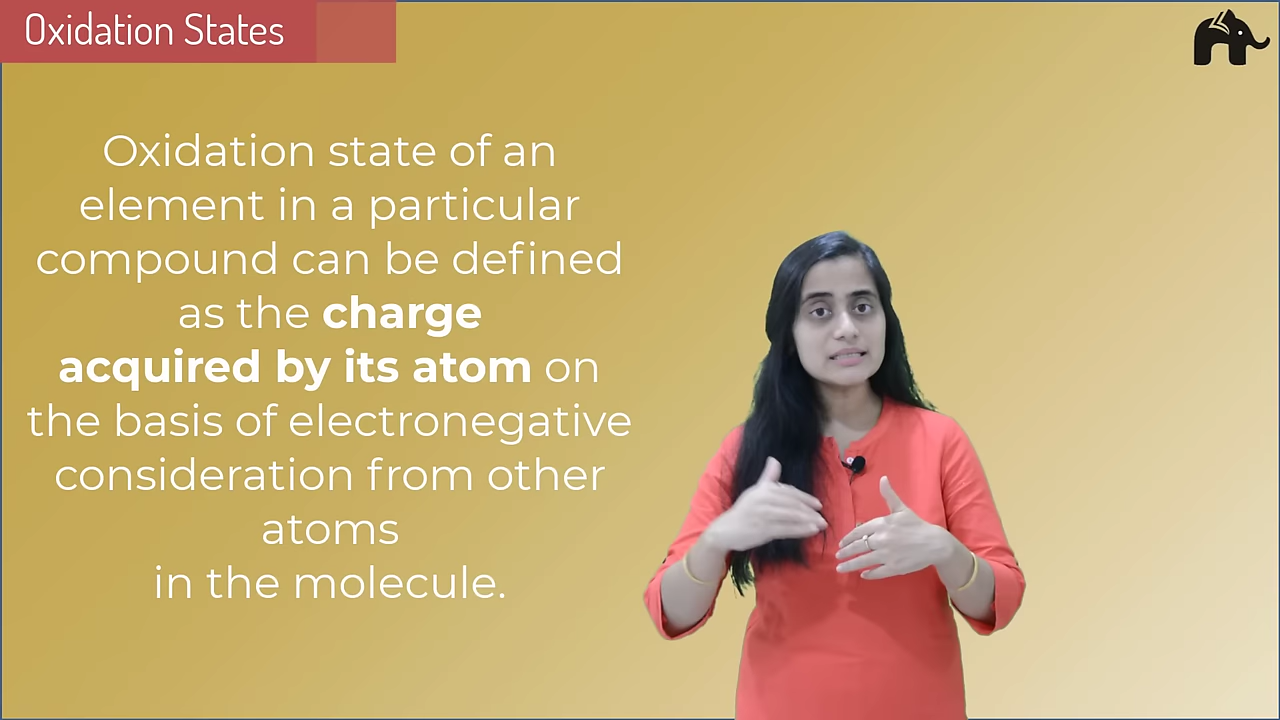 Oxidation States
Oxidation state of an
element in a particular
compound can be defined
as the charge
acquired by its atom on
the basis of electronegative
consideration from other
atoms
in the molecule.